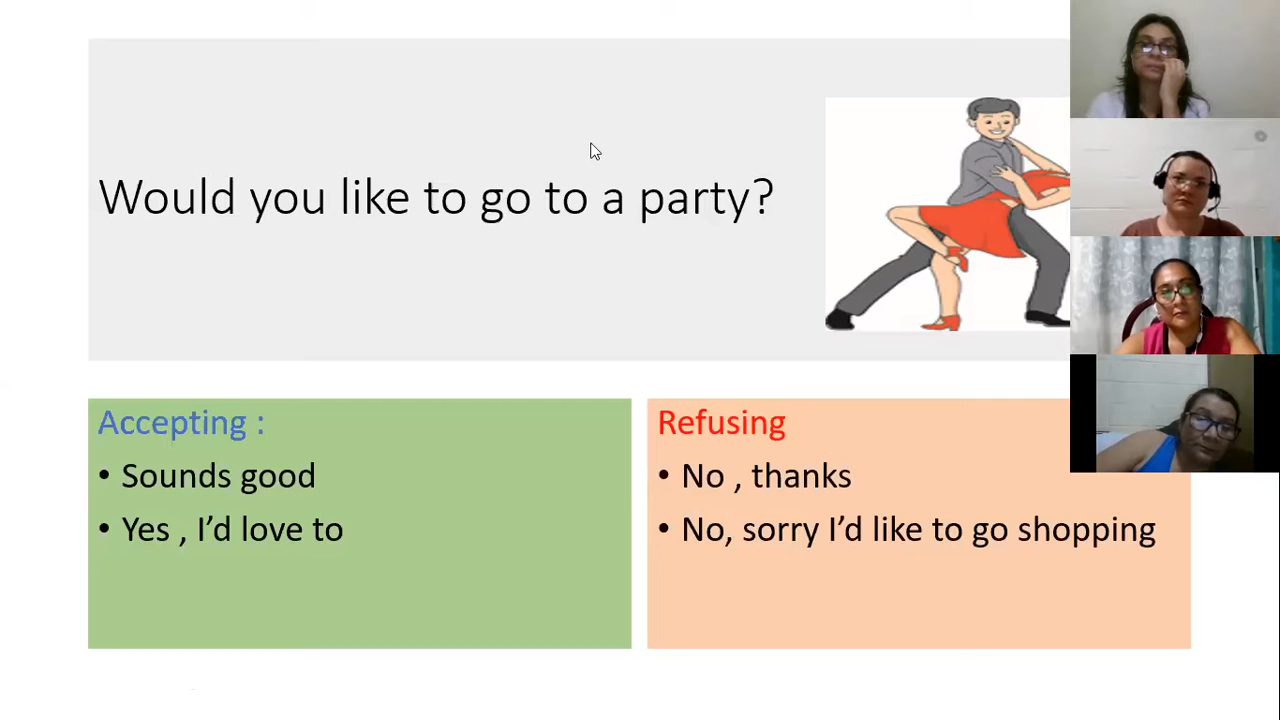 Would you like to go to a party?
Accepting :
• Sounds good
• Yes , I’d love to
Refusing
• No , thanks
• No, sorry I’d like to go shopping